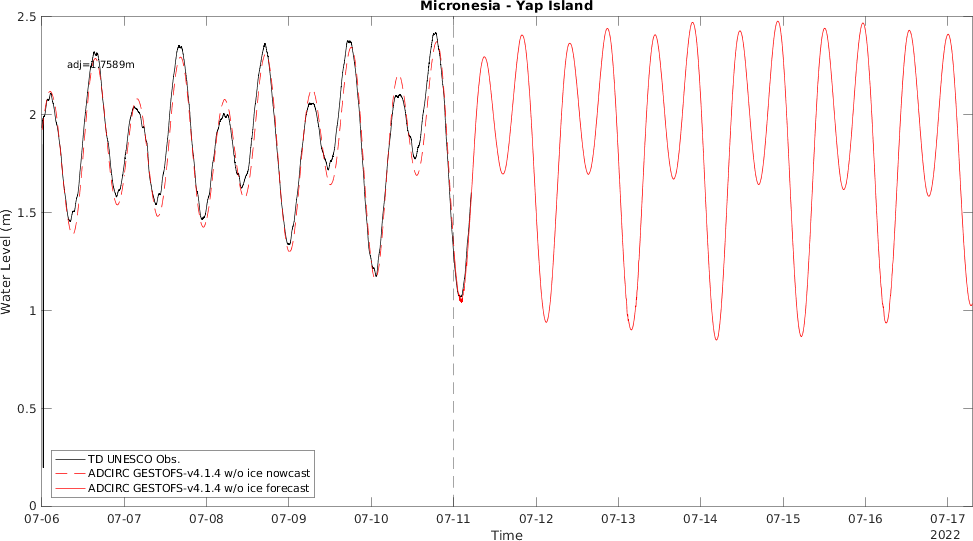 Micronesia - Yap Island
2.5
2
1.5
1
0.5
0
Water Level (m)
adj=1.7589m
TD UNESCO Obs.
ADCIRC GESTOFS-v4.1.4 w/o ice nowcast
ADCIRC GESTOFS-v4.1.4 w/o ice forecast
07-06 07-07 07-08 07-09 07-10 07-11 07-12 07-13 07-14 07-15 07-16 07-17
2022
Time